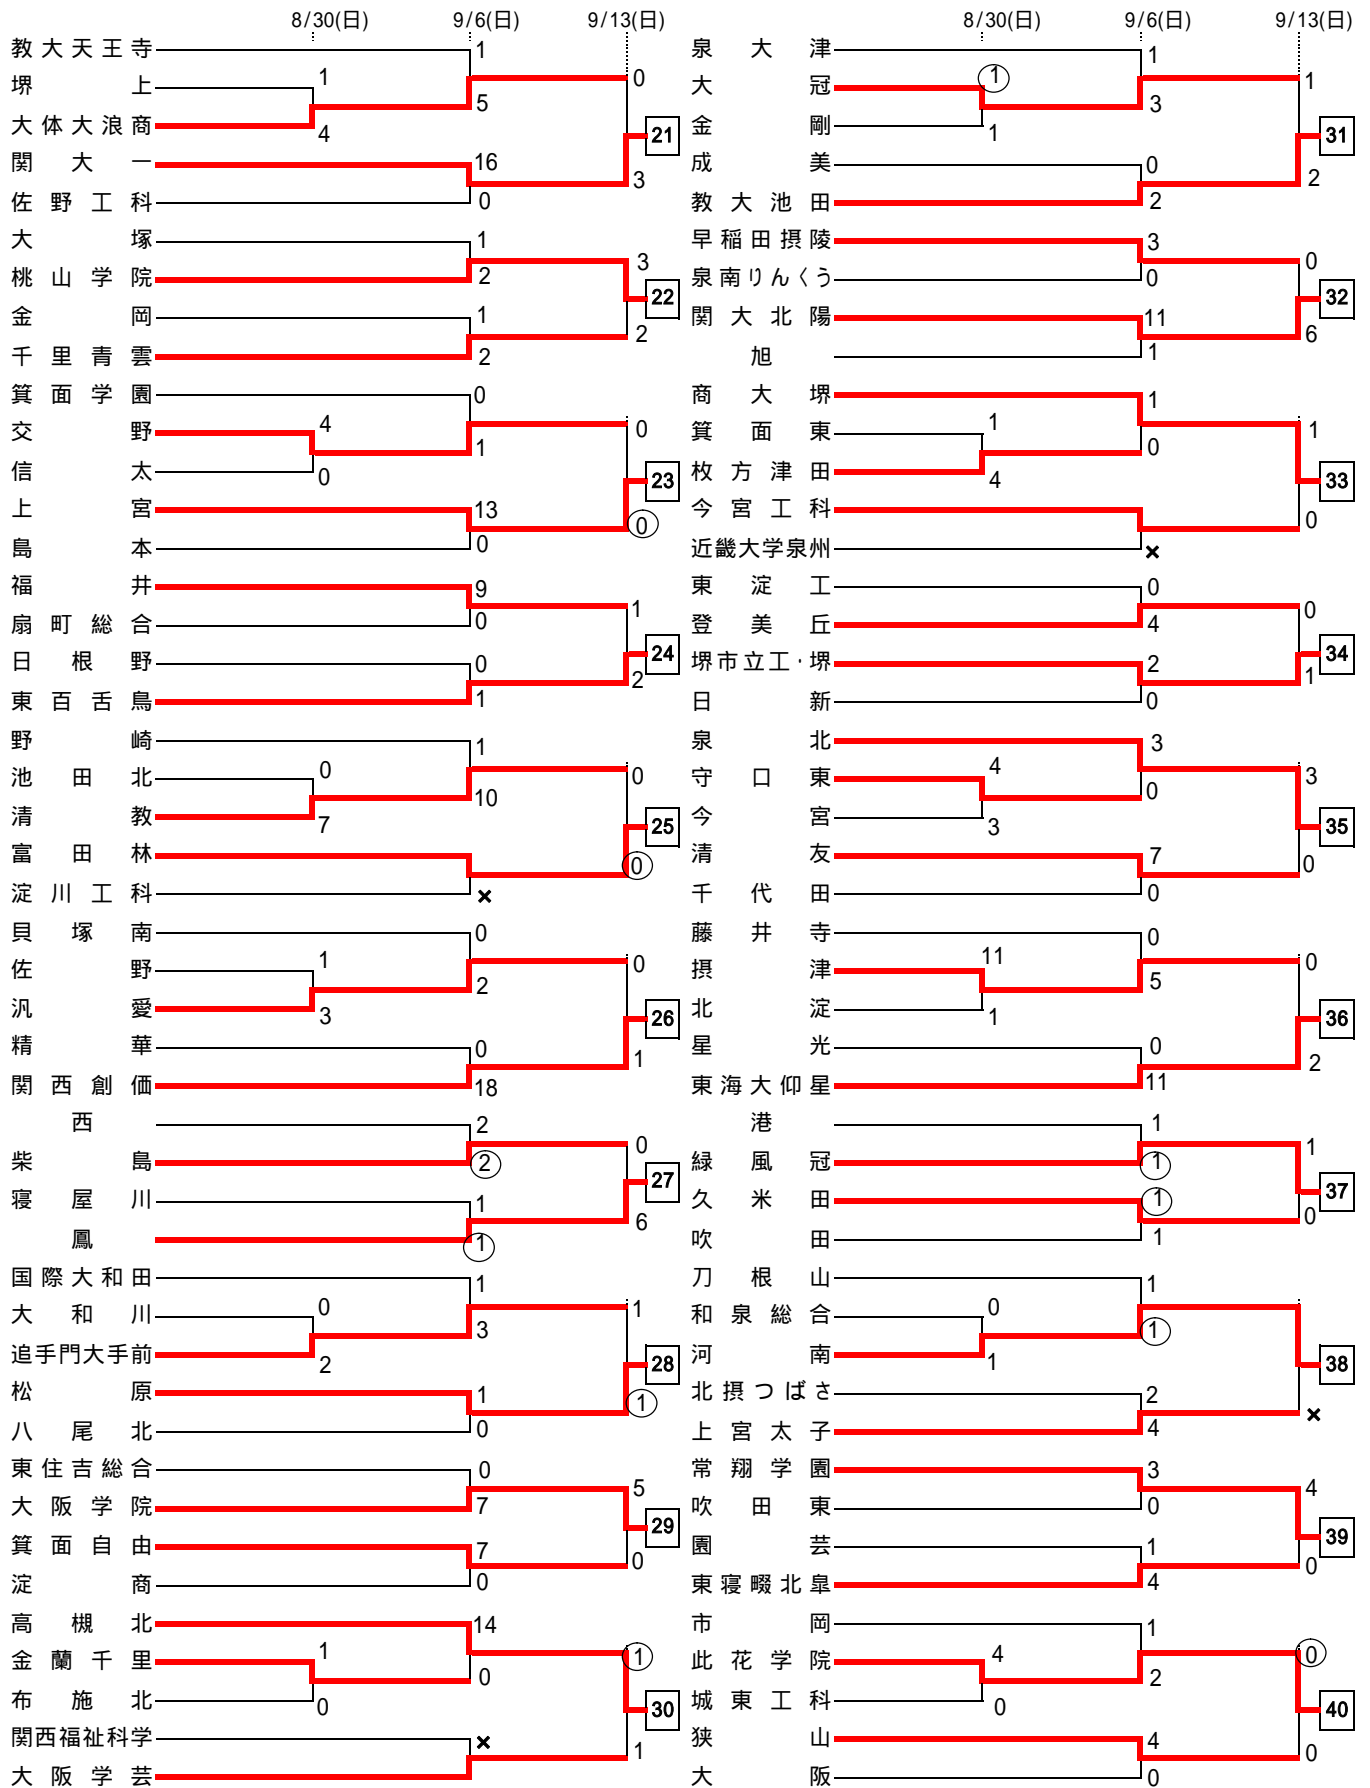 8/30(日) 9/6(日) 9/13(日)
教大天王寺 1
堺上 1 0
大体大浪商 4 5
21
関大一 16 3
佐野工科 0
大塚 1
桃山学院 2 3
22
金岡 1 2
千里青雲 2
箕面学園 0
交野 4 0
信太 0 1
23
上宮 13 0
島本 0
福井 9
扇町総合 0 1
24
日根野 0 2
東百舌鳥 1
野崎 1
池田北 0 0
清教 7 10
25
富田林 0
淀川工科 ×
貝塚南 0
佐野 1 0
汎愛 3 2
26
精華 0 1
関西創価 18
西 2
柴島 2 0
27
寝屋川 1 6
鳳 1
国際大和田 1
大和川 0 1
追手門大手前 2 3
28
松原 1 1
八尾北 0
東住吉総合 0
大阪学院 7 5
29
箕面自由 7 0
淀商 0
高槻北 14
金蘭千里 1 1
布施北 0 0
30
関西福祉科学 × 1
大阪学芸
8/30(日) 9/6(日) 9/13(日)
泉大津 1
大冠 1 1
金剛 1 3
31
成美 0 2
教大池田 2
早稲田摂陵 3
泉南りんくう 0 0
32
関大北陽 11 6
旭 1
商大堺 1
箕面東 1 1
枚方津田 4 0
33
今宮工科 0
近畿大学泉州 ×
東淀工 0
登美丘 4 0
34
堺市立工・堺 2 1
日新 0
泉北 3
守口東 4 3
今宮 3 0
35
清友 7 0
千代田 0
藤井寺 0
摂津 11 0
北淀 1 5
36
星光 0 2
東海大仰星 11
港 1
緑風冠 1 1
37
久米田 1 0
吹田 1
刀根山 1
和泉総合 0
河南 1 1
38
北摂つばさ 2 ×
上宮太子 4
常翔学園 3
吹田東 0 4
39
園芸 1 0
東寝畷北皐 4
市岡 1
此花学院 4 0
城東工科 0 2
40
狭山 4 0
大阪 0